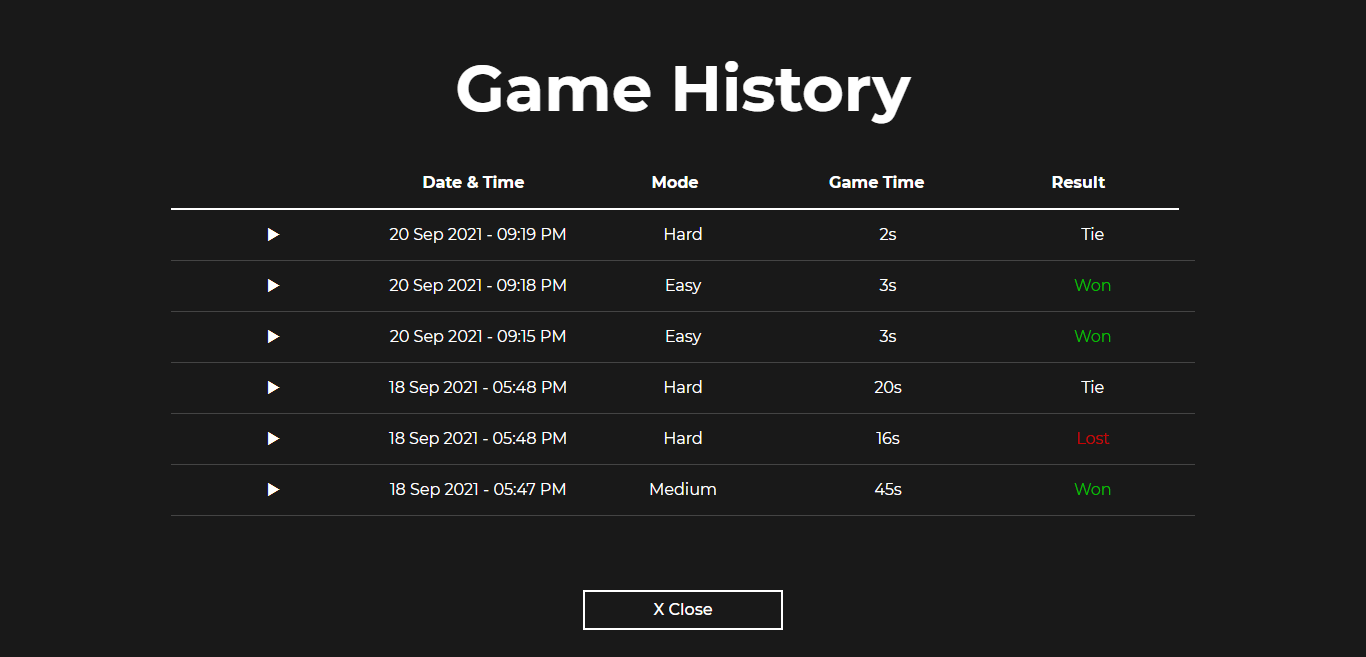 Game History
Date & Time Mode Game Time Result
20 Sep 2021 - 09:19 PM Hard 2s Tie
20 Sep 2021 - 09:18 PM Easy 3s Won
20 Sep 2021 - 09:15 PM Easy 3s Won
18 Sep 2021 - 05:48 PM Hard 20s Tie
18 Sep 2021 - 05:48 PM Hard 16s Lost
18 Sep 2021 - 05:47 PM Medium 45s Won
X Close